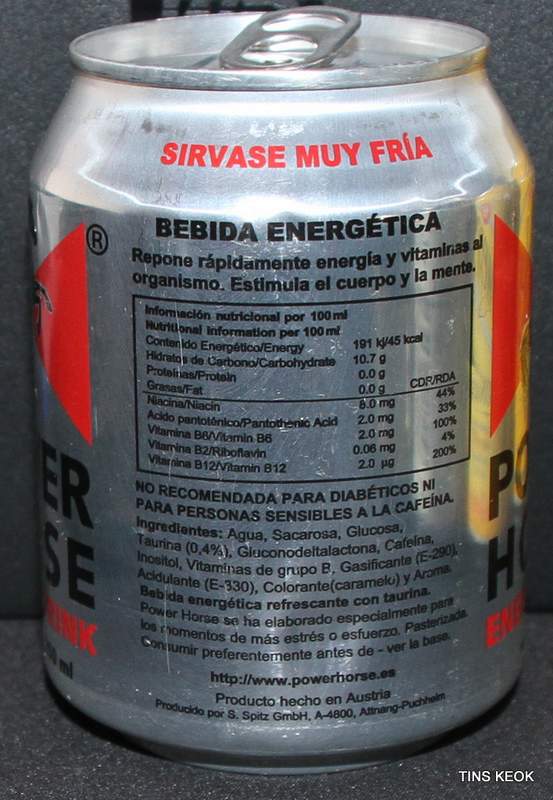 SIRVASE MUY FRÍA
®
BEBIDA ENERGÉTICA
Repone rápidamente energía y vitaminas al
organismo. Estimula el cuerpo y la mente.
Información nutricional por 100 ml
Nutritional information per 100 ml
Contenido Energético/Energy 191 kj/45 kcal
Hidratos de Carbono/Carbohydrate 10.7 g
Proteínas/Protein 0.0 g
Grasas/Fat 0.0 g CDR/RDA
Niacina/Niacin 8.0 mg 44%
Acido pantoténico/Pantothenic Acid 2.0 mg 33%
Vitamina B6/Vitamin B6 2.0 mg 100%
Vitamina B2/Riboflavin 0.06 mg 4%
Vitamina B12/Vitamin B12 2.0 µg 200%
NO RECOMENDADA PARA DIABÉTICOS NI
PARA PERSONAS SENSIBLES A LA CAFEÍNA.
Ingredientes: Agua, Sacarosa, Glucosa,
Taurina (0,4%), Gluconodeltalactona, Cafeína,
Inositol, Vitaminas de grupo B, Gasificante (E-290),
Acidulante (E-330), Colorante(caramelo) y Aroma.
Bebida energética refrescante con taurina.
Power Horse se ha elaborado especialmente para
los momentos de más estrés o esfuerzo. Pasterizada.
Consumir preferentemente antes de - ver la base.
http://www.powerhorse.es
Producto hecho en Austria
Producido por S. Spitz GmbH, A-4800, Attnang-Puchheim
ER
SE
INK
ml
PO
HO
EN
TINS KEOK